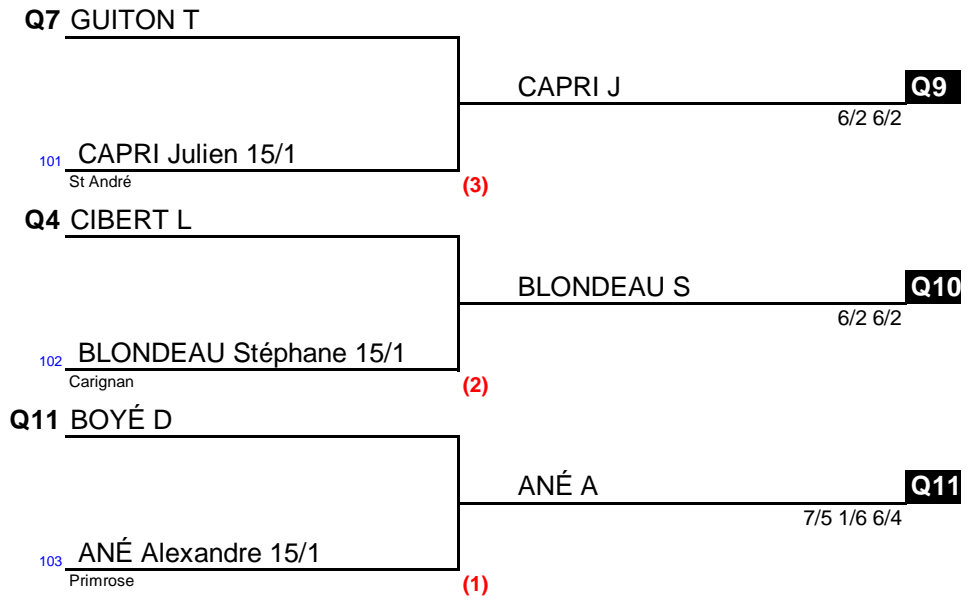 Q7 GUITON T
CAPRI J Q9
6/2 6/2
101 CAPRI Julien 15/1
St André (3)
Q4 CIBERT L
BLONDEAU S Q10
6/2 6/2
102 BLONDEAU Stéphane 15/1
Carignan (2)
Q11 BOYÉ D
ANÉ A Q11
7/5 1/6 6/4
103 ANÉ Alexandre 15/1
Primrose (1)